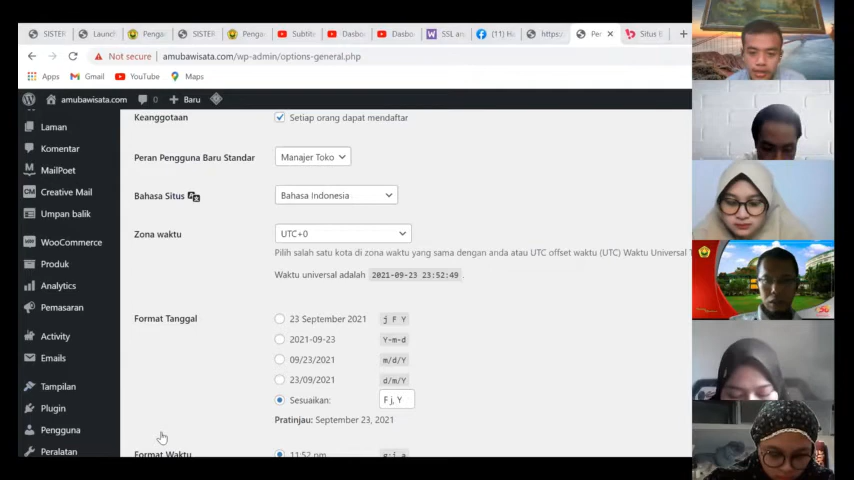 SISTER
Launch
Penga
SISTER
Penga
Subtitle
Dasbo
Dasbo
SSL an
(11) Ha
https:/
Pe
Situs B
Not secure
amubawisata.com/wp-admin/options-general.php
Apps
Gmail
YouTube
Maps
amubawisata.com
0
Baru
Laman
Komentar
MailPoet
Creative Mail
Umpan balik
WooCommerce
Produk
Analytics
Pemasaran
Activity
Emails
Tampilan
Plugin
Pengguna
Peralatan
Keanggotaan
Setiap orang dapat mendaftar
Peran Pengguna Baru Standar
Manajer Toko
Bahasa Situs
Bahasa Indonesia
Zona waktu
UTC+0
Pilih salah satu kota di zona waktu yang sama dengan anda atau UTC offset waktu (UTC) Waktu Universal T
Waktu universal adalah 2021-09-23 23:52:49 .
Format Tanggal
23 September 2021 j F Y
2021-09-23 Y-m-d
09/23/2021 m/d/Y
23/09/2021 d/m/Y
Sesuaikan: F j, Y
Pratinjau: September 23, 2021
Format Waktu
11:52 pm g:i a